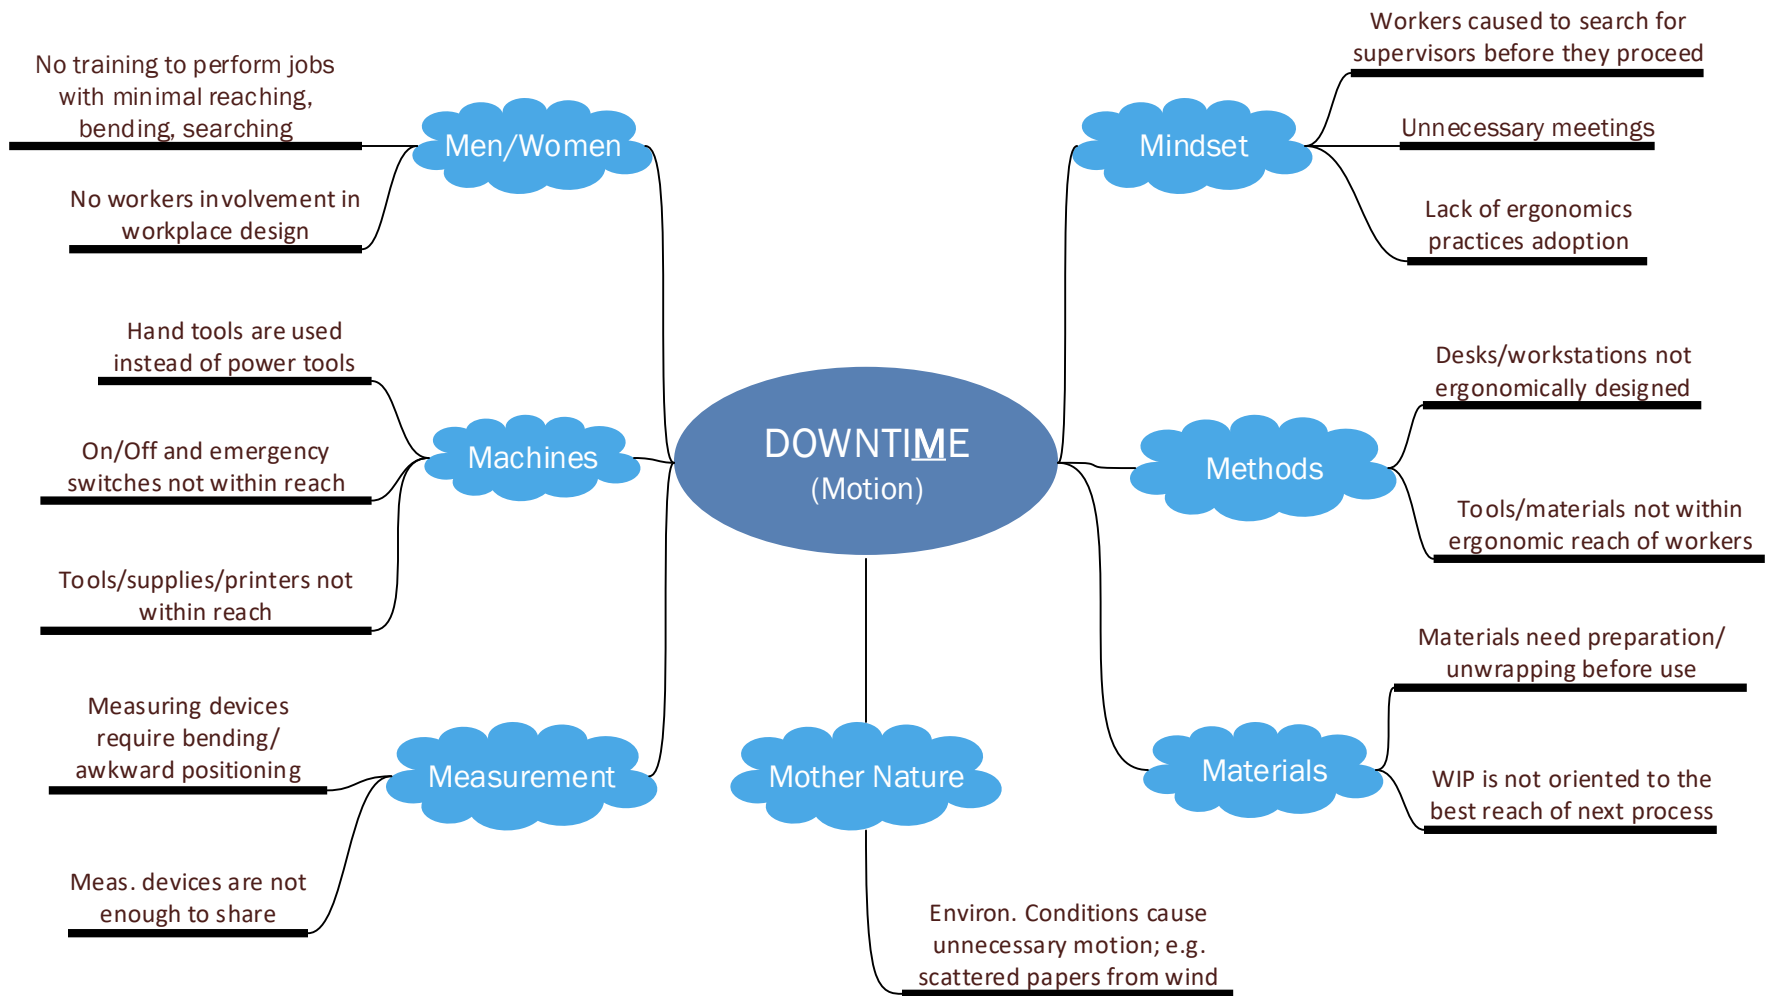 No training to perform jobs
with minimal reaching,
bending, searching
Men/Women
No workers involvement in
workplace design
Hand tools are used
instead of power tools
Machines
On/Off and emergency
switches not within reach
Tools/supplies/printers not
within reach
Measuring devices
require bending/
awkward positioning
Measurement
Meas. devices are not
enough to share
DOWNTIME
(Motion)
Mother Nature
Environ. Conditions cause
unnecessary motion; e.g.
scattered papers from wind
Workers caused to search for
supervisors before they proceed
Mindset
Unnecessary meetings
Lack of ergonomics
practices adoption
Desks/workstations not
ergonomically designed
Methods
Tools/materials not within
ergonomic reach of workers
Materials need preparation/
unwrapping before use
Materials
WIP is not oriented to the
best reach of next process